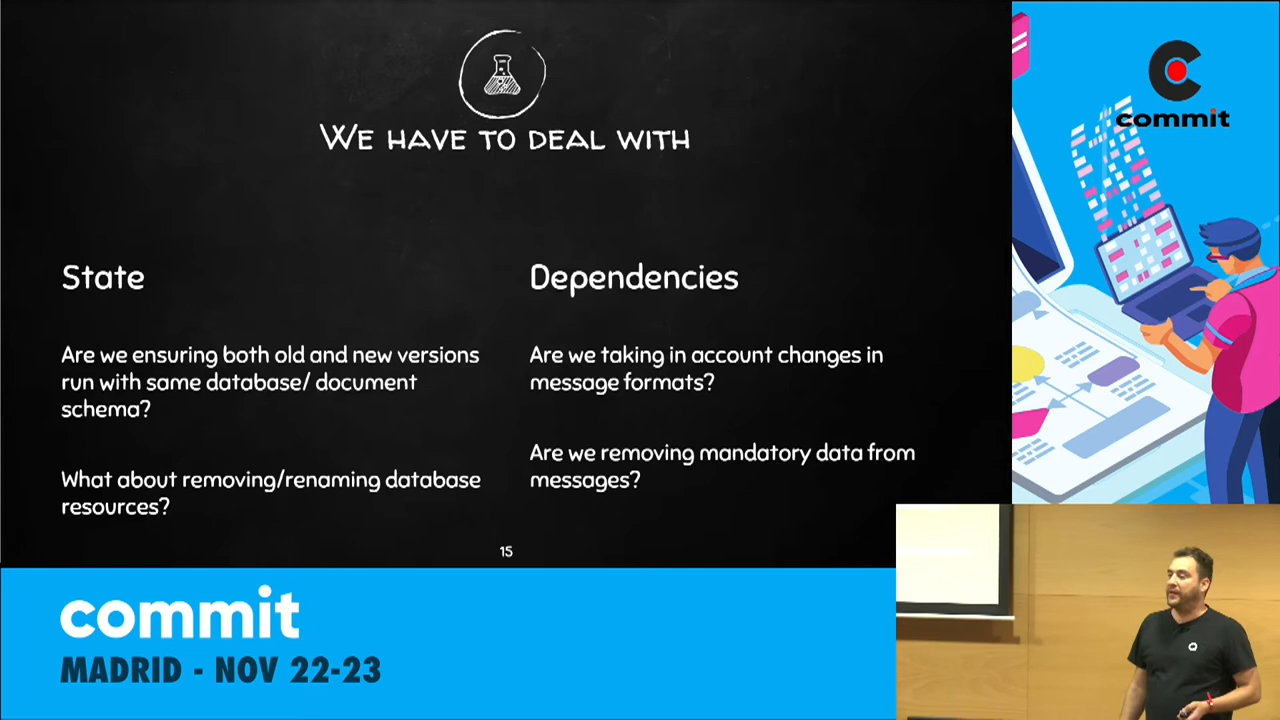 We have to deal with
State
Are we ensuring both old and new versions
run with same database/ document
schema?
What about removing/renaming database
resources?
Dependencies
Are we taking in account changes in
message formats?
Are we removing mandatory data from
messages?
15
commit
commit
MADRID - NOV 22-23